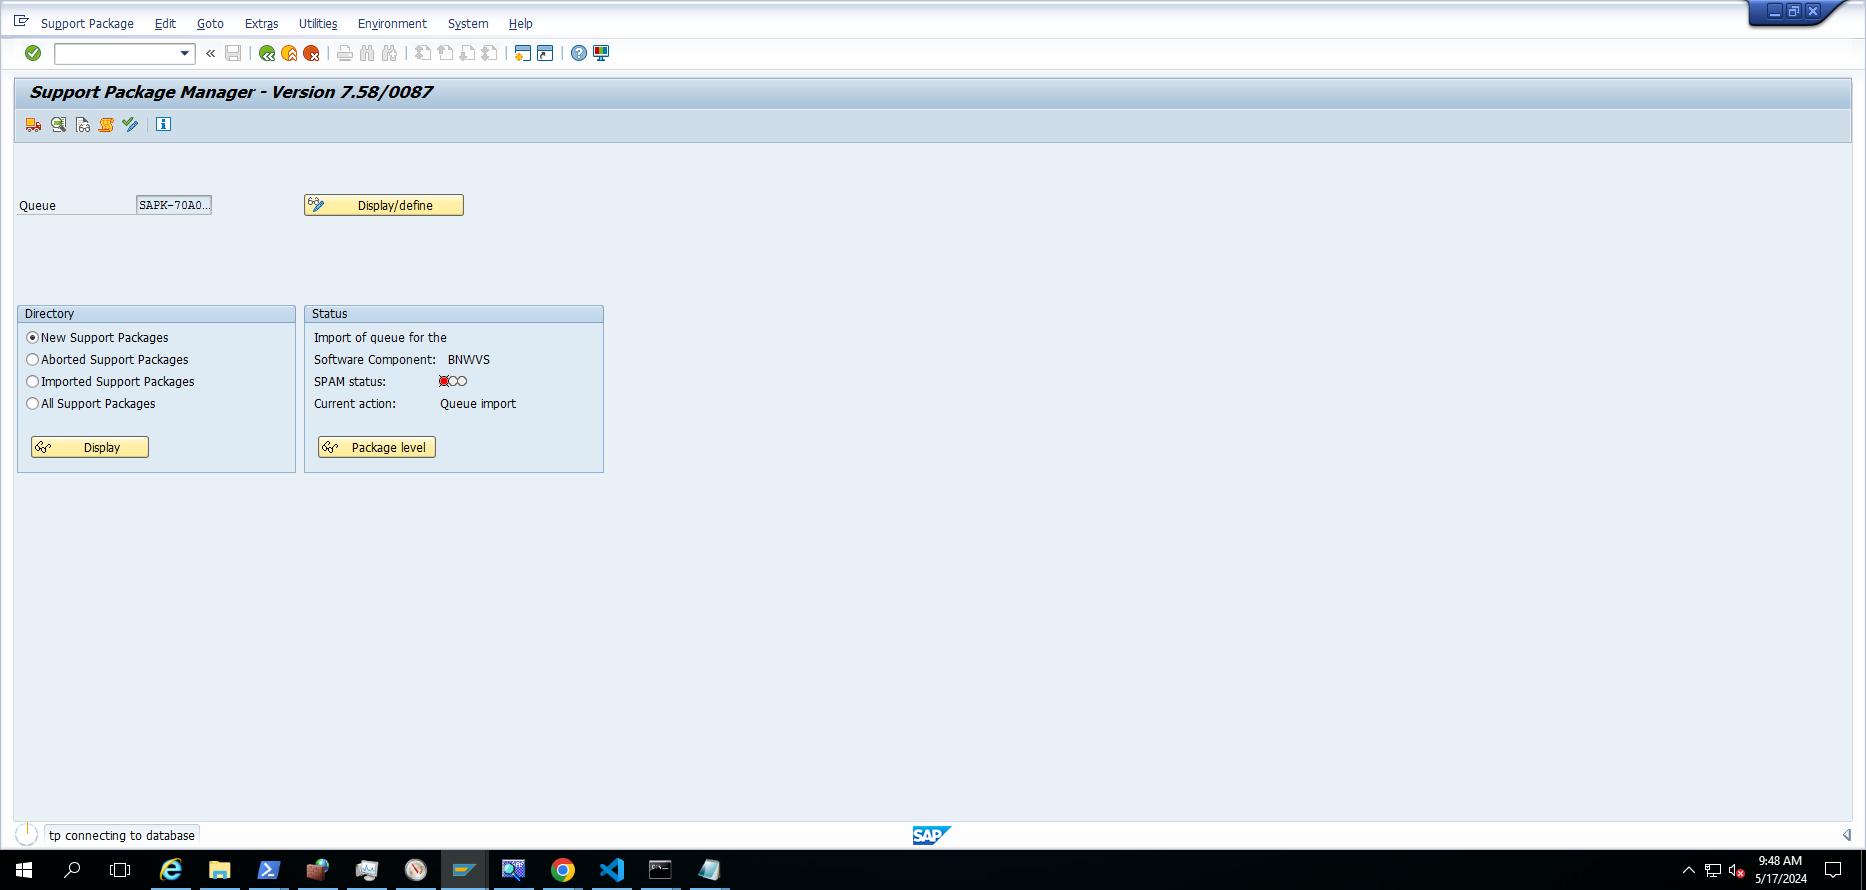 Support Package Edit Goto Extras Utilities Environment System Help
Support Package Manager - Version 7.58/0087
Queue SAPK-70A0... Display/define
Directory
New Support Packages
Aborted Support Packages
Imported Support Packages
All Support Packages
Display
Status
Import of queue for the
Software Component: BNWVS
SPAM status:
Current action: Queue import
Package level
tp connecting to database
SAP
9:48 AM
5/17/2024